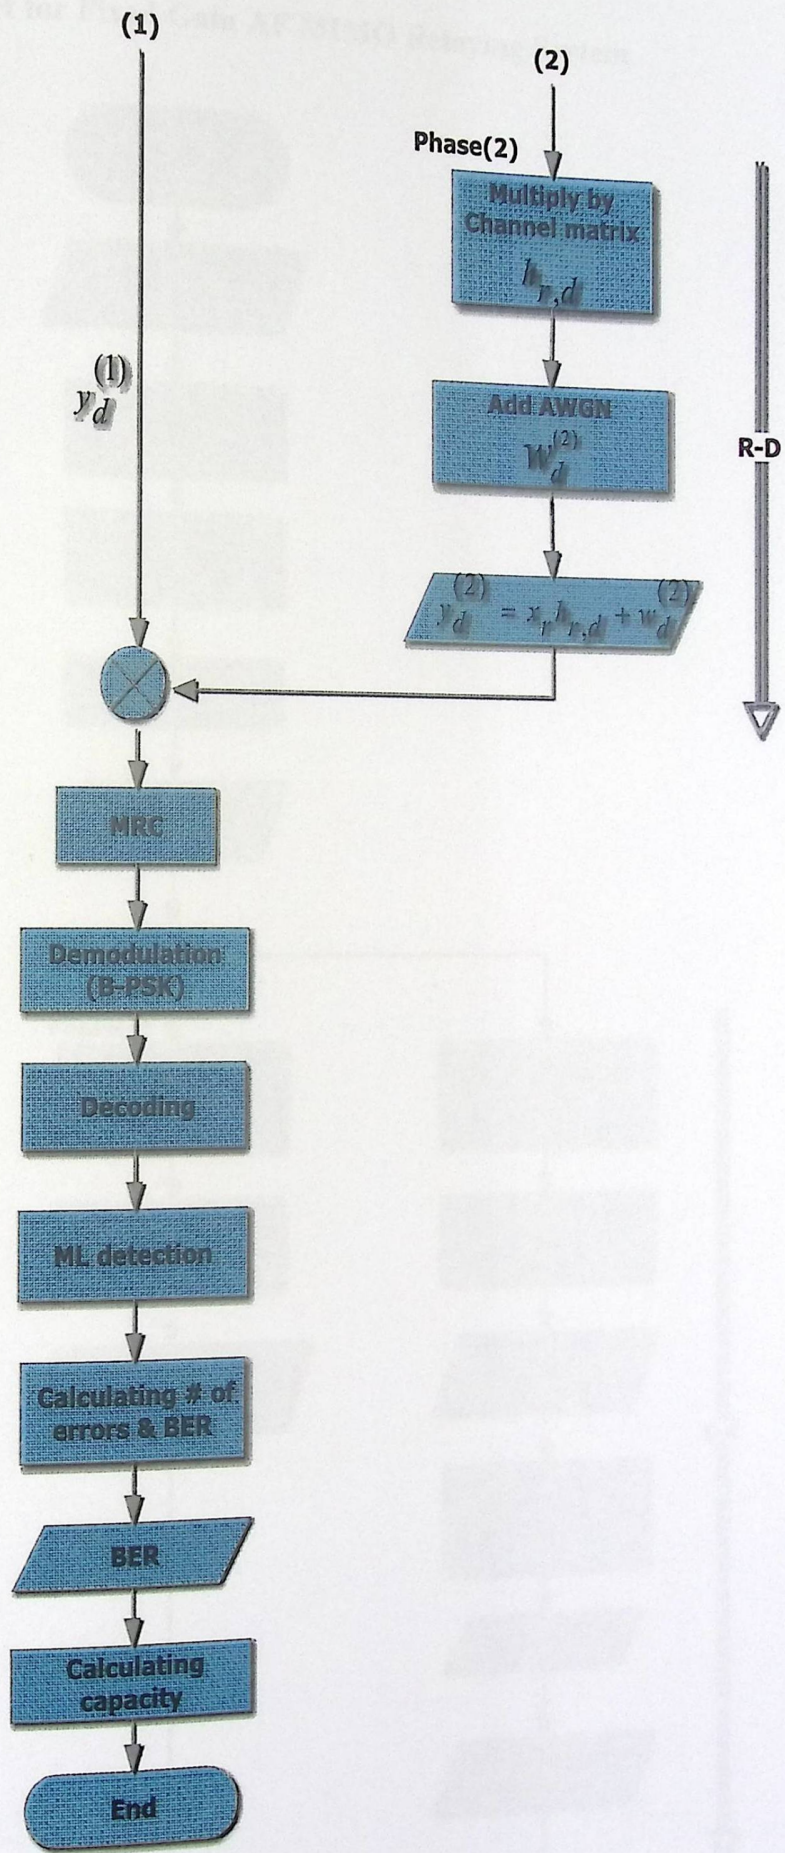 (1)
(2)
Phase(2)
Multiply by
Channel matrix
h_{r,d}
y_d^{(1)}
Add AWGN
w_d^{(2)}
R-D
y_d^{(2)} = x_r h_{r,d} + w_d^{(2)}
MRC
Demodulation
(B-PSK)
Decoding
ML detection
Calculating # of
errors & BER
BER
Calculating
capacity
End